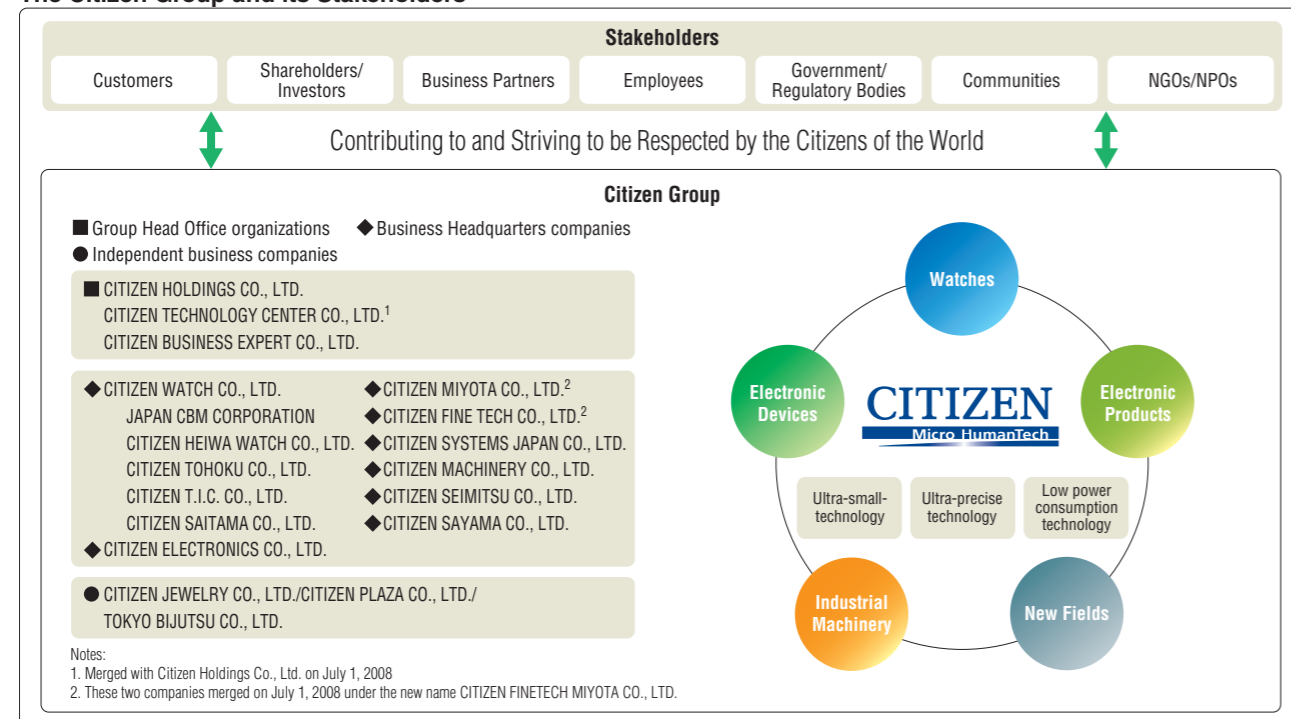 The Citizen Group and Its Stakeholders
Stakeholders
Customers
Shareholders/
Investors
Business Partners
Employees
Government/
Regulatory Bodies
Communities
NGOs/NPOs
Contributing to and Striving to be Respected by the Citizens of the World
Citizen Group
■ Group Head Office organizations ◆ Business Headquarters companies
● Independent business companies
■ CITIZEN HOLDINGS CO., LTD.
CITIZEN TECHNOLOGY CENTER CO., LTD.¹
CITIZEN BUSINESS EXPERT CO., LTD.
◆ CITIZEN WATCH CO., LTD.
JAPAN CBM CORPORATION
CITIZEN HEIWA WATCH CO., LTD.
CITIZEN TOHOKU CO., LTD.
CITIZEN T.I.C. CO., LTD.
CITIZEN SAITAMA CO., LTD.
◆ CITIZEN ELECTRONICS CO., LTD.
◆ CITIZEN MIYOTA CO., LTD.²
◆ CITIZEN FINE TECH CO., LTD.²
◆ CITIZEN SYSTEMS JAPAN CO., LTD.
◆ CITIZEN MACHINERY CO., LTD.
◆ CITIZEN SEIMITSU CO., LTD.
◆ CITIZEN SAYAMA CO., LTD.
● CITIZEN JEWELRY CO., LTD./CITIZEN PLAZA CO., LTD./
TOKYO BIJUTSU CO., LTD.
Notes:
1. Merged with Citizen Holdings Co., Ltd. on July 1, 2008
2. These two companies merged on July 1, 2008 under the new name CITIZEN FINETECH MIYOTA CO., LTD.
Watches
Electronic
Devices
CITIZEN
Micro HumanTech
Electronic
Products
Ultra-small-
technology
Ultra-precise
technology
Low power
consumption
technology
Industrial
Machinery
New Fields